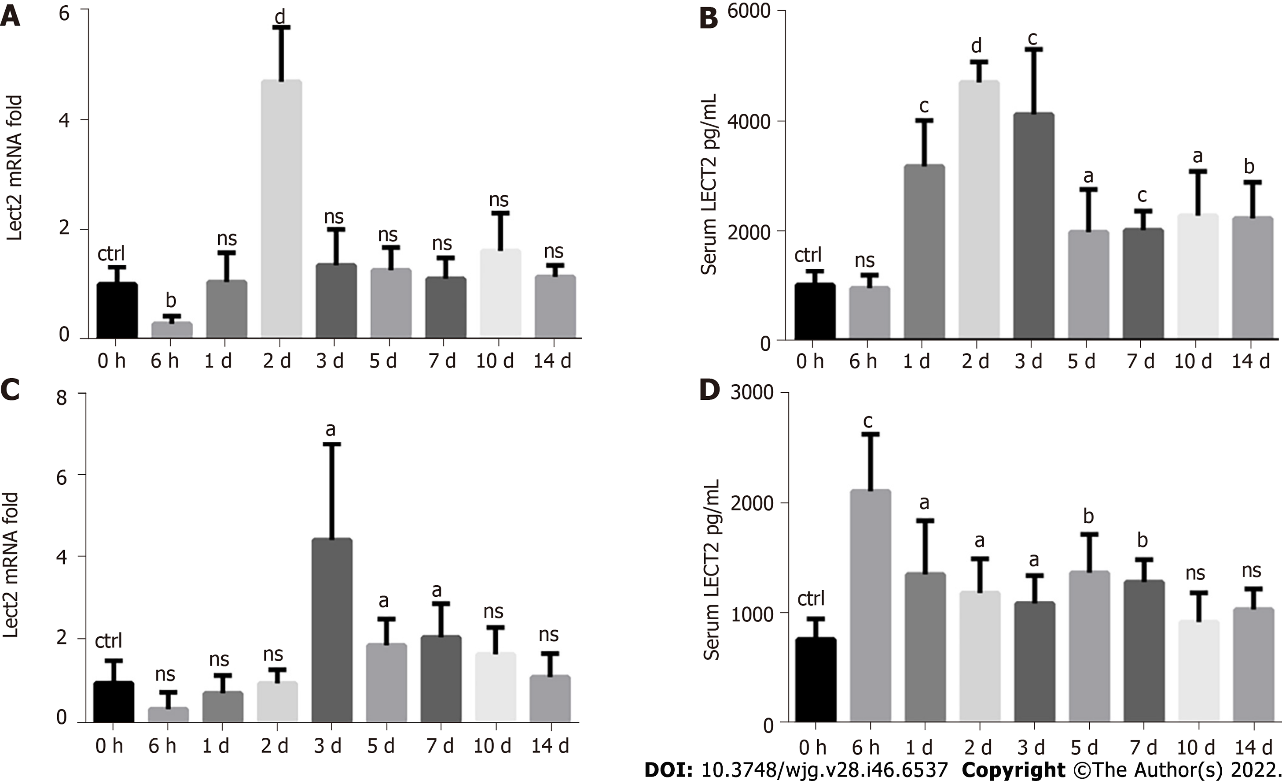 A
Lect2 mRNA fold
6
4
2
0
ctrl
b
ns
d
ns
ns
ns
ns
ns
0 h 6 h 1 d 2 d 3 d 5 d 7 d 10 d 14 d
B
Serum LECT2 pg/mL
6000
4000
2000
0
ctrl
ns
c
d
c
a
c
a
b
0 h 6 h 1 d 2 d 3 d 5 d 7 d 10 d 14 d
C
Lect2 mRNA fold
8
6
4
2
0
ctrl
ns
ns
ns
a
a
a
ns
ns
0 h 6 h 1 d 2 d 3 d 5 d 7 d 10 d 14 d
D
Serum LECT2 pg/mL
3000
2000
1000
0
ctrl
c
a
a
a
b
b
ns
ns
0 h 6 h 1 d 2 d 3 d 5 d 7 d 10 d 14 d
DOI: 10.3748/wjg.v28.i46.6537 Copyright ©The Author(s) 2022.